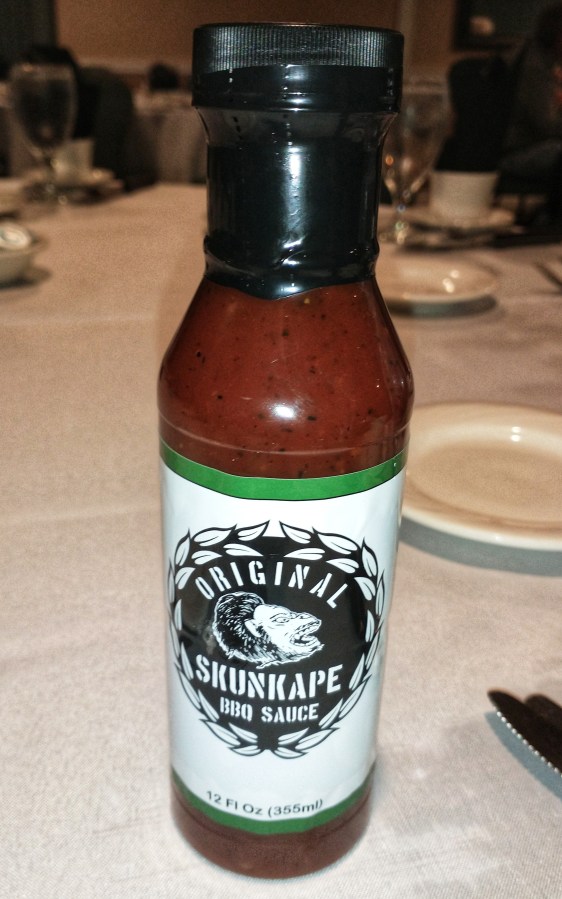 ORIGINAL
SKUNKAPE
BBQ SAUCE
12 Fl Oz (355ml)